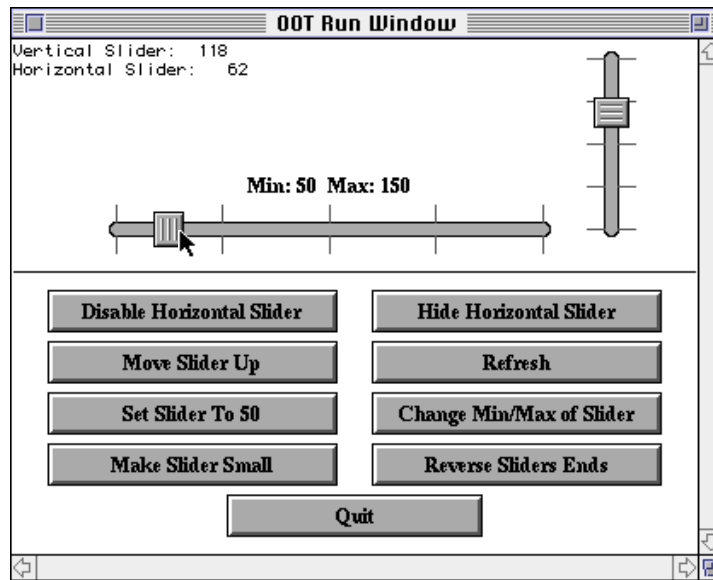 OOT Run Window
Vertical Slider: 118
Horizontal Slider: 62
Min: 50 Max: 150
Disable Horizontal Slider
Hide Horizontal Slider
Move Slider Up
Refresh
Set Slider To 50
Change Min/Max of Slider
Make Slider Small
Reverse Sliders Ends
Quit